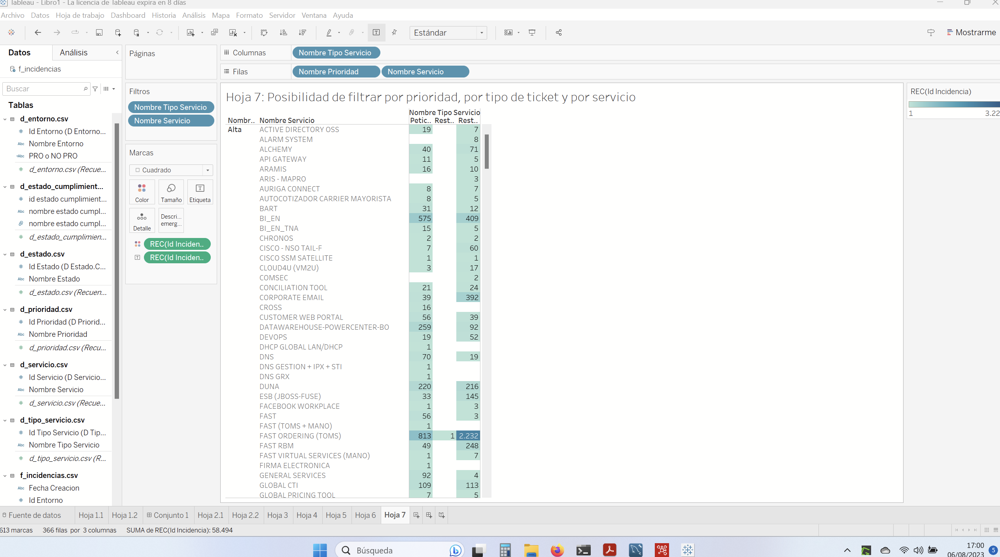 Tableau - Libro1 - La licencia de Tableau expira en 8 días
Archivo Datos Hoja de trabajo Dashboard Historia Análisis Mapa Formato Servidor Ventana Ayuda
Estándar
Mostrarme
Datos Análisis
f_incidencias
Buscar
Tablas
d_entorno.csv
# Id Entorno (D Entorno...
Abc Nombre Entorno
=Abc PRO o NO PRO
# d_entorno.csv (Recue...
d_estado_cumplimient...
# id estado cumplimient...
Abc nombre estado cumpl...
nombre estado cumpl...
# d_estado_cumplimien...
d_estado.csv
# Id Estado (D Estado.C...
Abc Nombre Estado
# d_estado.csv (Recuen...
d_prioridad.csv
# Id Prioridad (D Priorid...
Abc Nombre Prioridad
# d_prioridad.csv (Recu...
d_servicio.csv
# Id Servicio (D Servicio...
Abc Nombre Servicio
# d_servicio.csv (Recue...
d_tipo_servicio.csv
# Id Tipo Servicio (D Tip...
Abc Nombre Tipo Servicio
# d_tipo_servicio.csv (R...
f_incidencias.csv
Abc Fecha Creacion
# Id Entorno
Páginas
Filtros
Nombre Tipo Servicio
Nombre Servicio
Marcas
Cuadrado
Color Tamaño Etiqueta
Detalle
Descri...
emerg...
REC(Id Inciden..
REC(Id Inciden..
Columnas Nombre Tipo Servicio
Filas Nombre Prioridad Nombre Servicio
Hoja 7: Posibilidad de filtrar por prioridad, por tipo de ticket y por servicio
Nombre Tipo Servicio
Nombr.. Nombre Servicio Petic.. Rest.. Rest..
Alta ACTIVE DIRECTORY OSS 19 7
ALARM SYSTEM 8
ALCHEMY 40 71
API GATEWAY 11 5
ARAMIS 16 10
ARIS - MAPRO 3
AURIGA CONNECT 8 7
AUTOCOTIZADOR CARRIER MAYORISTA 8 5
BART 31 12
BI_EN 575 409
BI_EN_TNA 15 5
CHRONOS 2 2
CISCO - NSO TAIL-F 7 60
CISCO SSM SATELLITE 1 1
CLOUD4U (VM2U) 3 17
COMSEC 2
CONCILIATION TOOL 21 24
CORPORATE EMAIL 39 392
CROSS 16
CUSTOMER WEB PORTAL 56 39
DATAWAREHOUSE-POWERCENTER-BO 259 92
DEVOPS 19 52
DHCP GLOBAL LAN/DHCP 1
DNS 70 19
DNS GESTION + IPX + STI 1
DNS GRX 1
DUNA 220 216
ESB (JBOSS-FUSE) 33 145
FACEBOOK WORKPLACE 1 3
FAST 56 3
FAST (TOMS + MANO) 1
FAST ORDERING (TOMS) 813 1 2.232
FAST RBM 49 248
FAST VIRTUAL SERVICES (MANO) 1 7
FIRMA ELECTRONICA 1
GENERAL SERVICES 92 4
GLOBAL CTI 109 113
GLOBAL PRICING TOOL 7 5
REC(Id Incidencia)
1 3.22
Fuente de datos Hoja 1.1 Hoja 1.2 Conjunto 1 Hoja 2.1 Hoja 2.2 Hoja 3 Hoja 4 Hoja 5 Hoja 6 Hoja 7
613 marcas 366 filas por 3 columnas SUMA de REC(Id Incidencia): 58.494
Búsqueda
17:00
06/08/2023
5